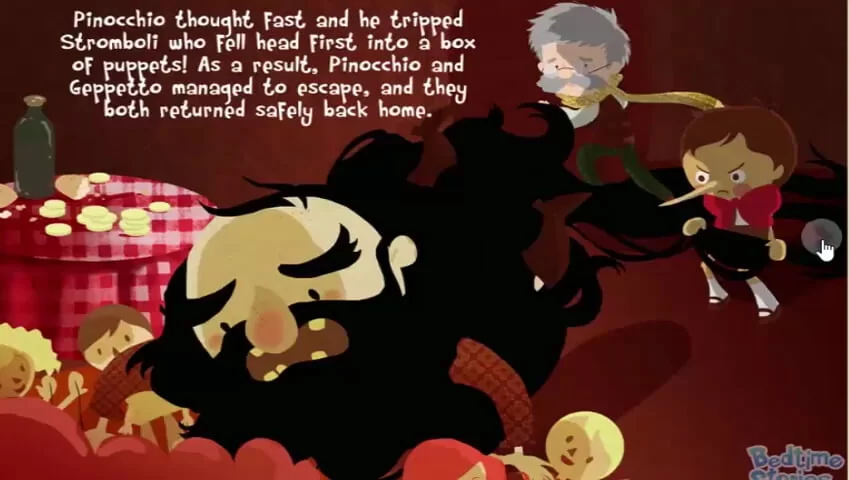 Pinocchio thought fast and he tripped
Stromboli who fell head first into a box
of puppets! As a result, Pinocchio and
Geppetto managed to escape, and they
both returned safely back home.
Bedtime
Stories